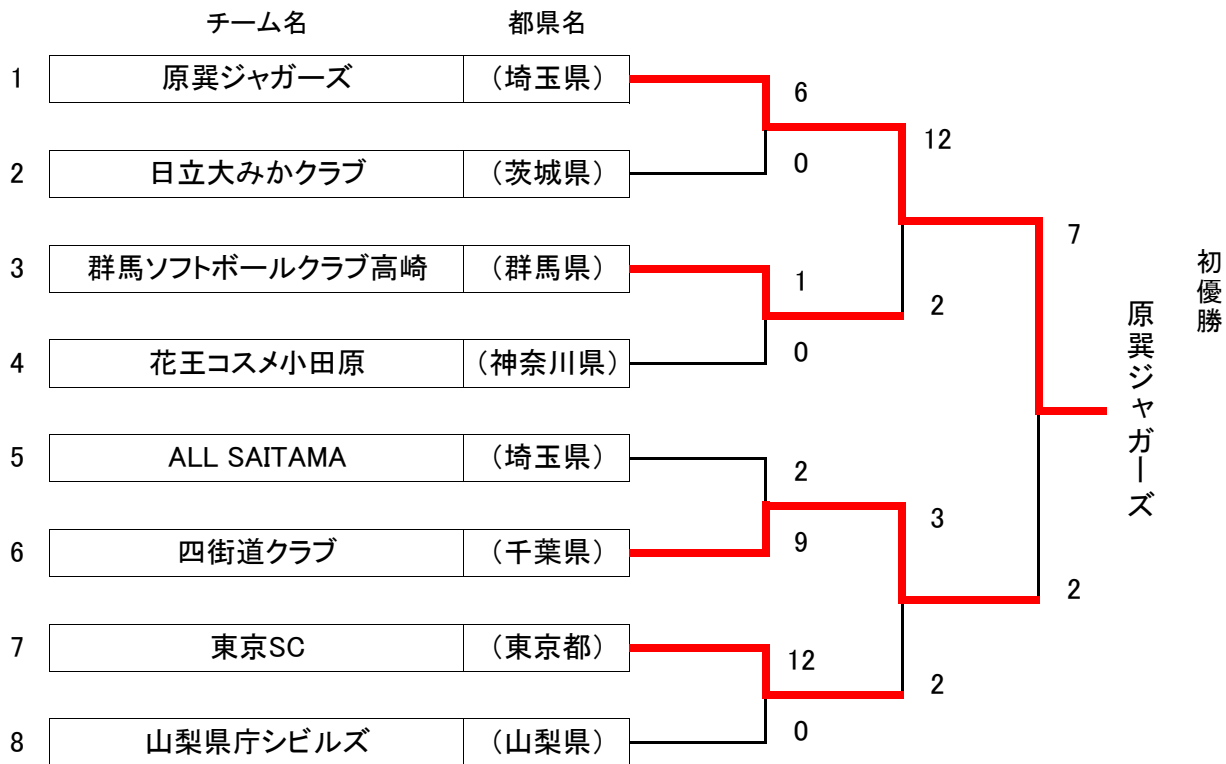 チーム名 都県名
1 原巽ジャガーズ （埼玉県）
6
12
2 日立大みかクラブ （茨城県）
0
7
3 群馬ソフトボールクラブ高崎 （群馬県）
1
2
4 花王コスメ小田原 （神奈川県）
0
初優勝
原巽ジャガーズ
5 ALL SAITAMA （埼玉県）
2
3
6 四街道クラブ （千葉県）
9
2
7 東京SC （東京都）
12
2
8 山梨県庁シビルズ （山梨県）
0